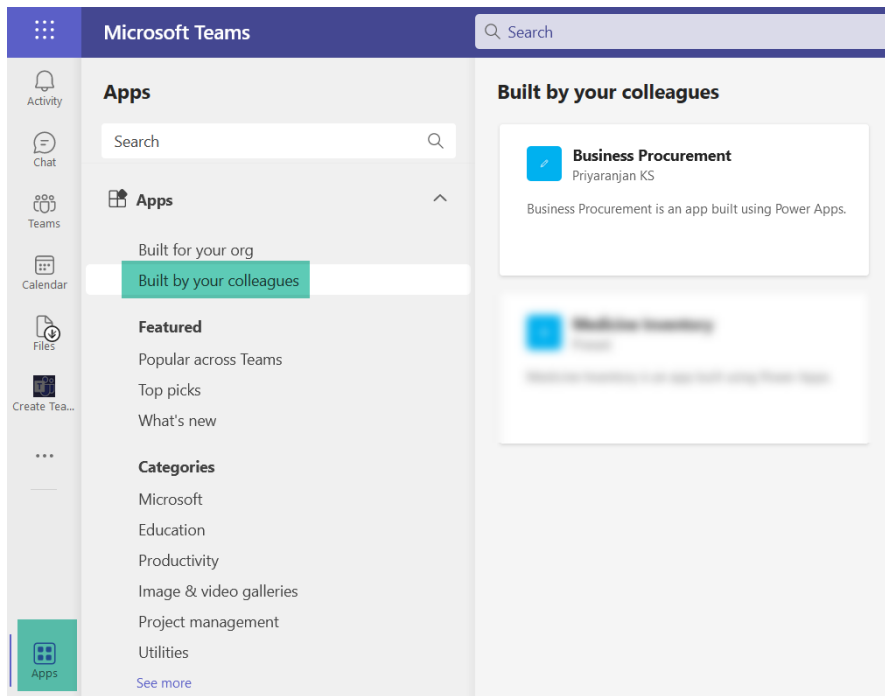 Microsoft Teams
Search
Activity
Chat
Teams
Calendar
Files
Create Tea...
Apps
Apps
Search
Apps
Built for your org
Built by your colleagues
Featured
Popular across Teams
Top picks
What's new
Categories
Microsoft
Education
Productivity
Image & video galleries
Project management
Utilities
See more
Built by your colleagues
Business Procurement
Priyaranjan KS
Business Procurement is an app built using Power Apps.